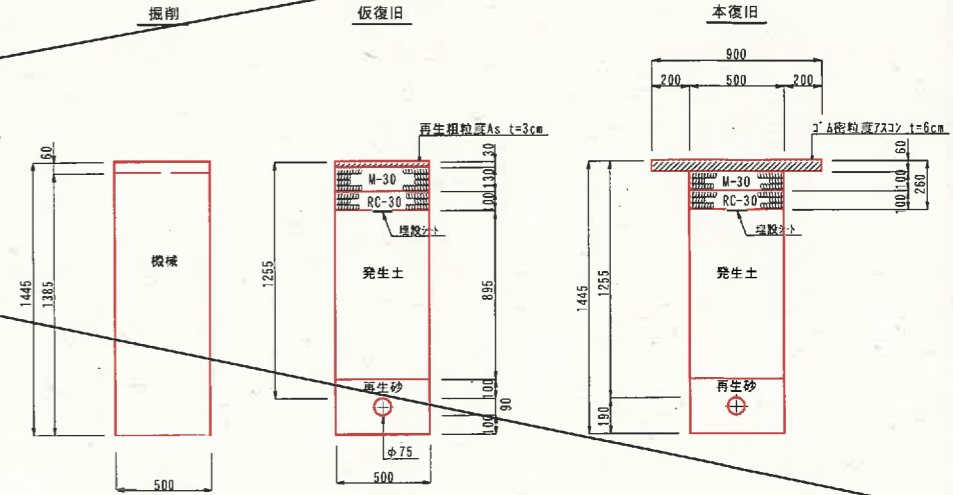 掘削
60
1445
1385
機械
500
仮復旧
再生粗粒度As t=3cm
30
130
100
M-30
RC-30
埋設シート
1255
発生土
895
再生砂
100
90
100
φ75
500
本復旧
900
200
500
200
ゴム密粒度アスコン t=6cm
60
100
100
260
M-30
RC-30
埋設シート
1445
1255
発生土
再生砂
190